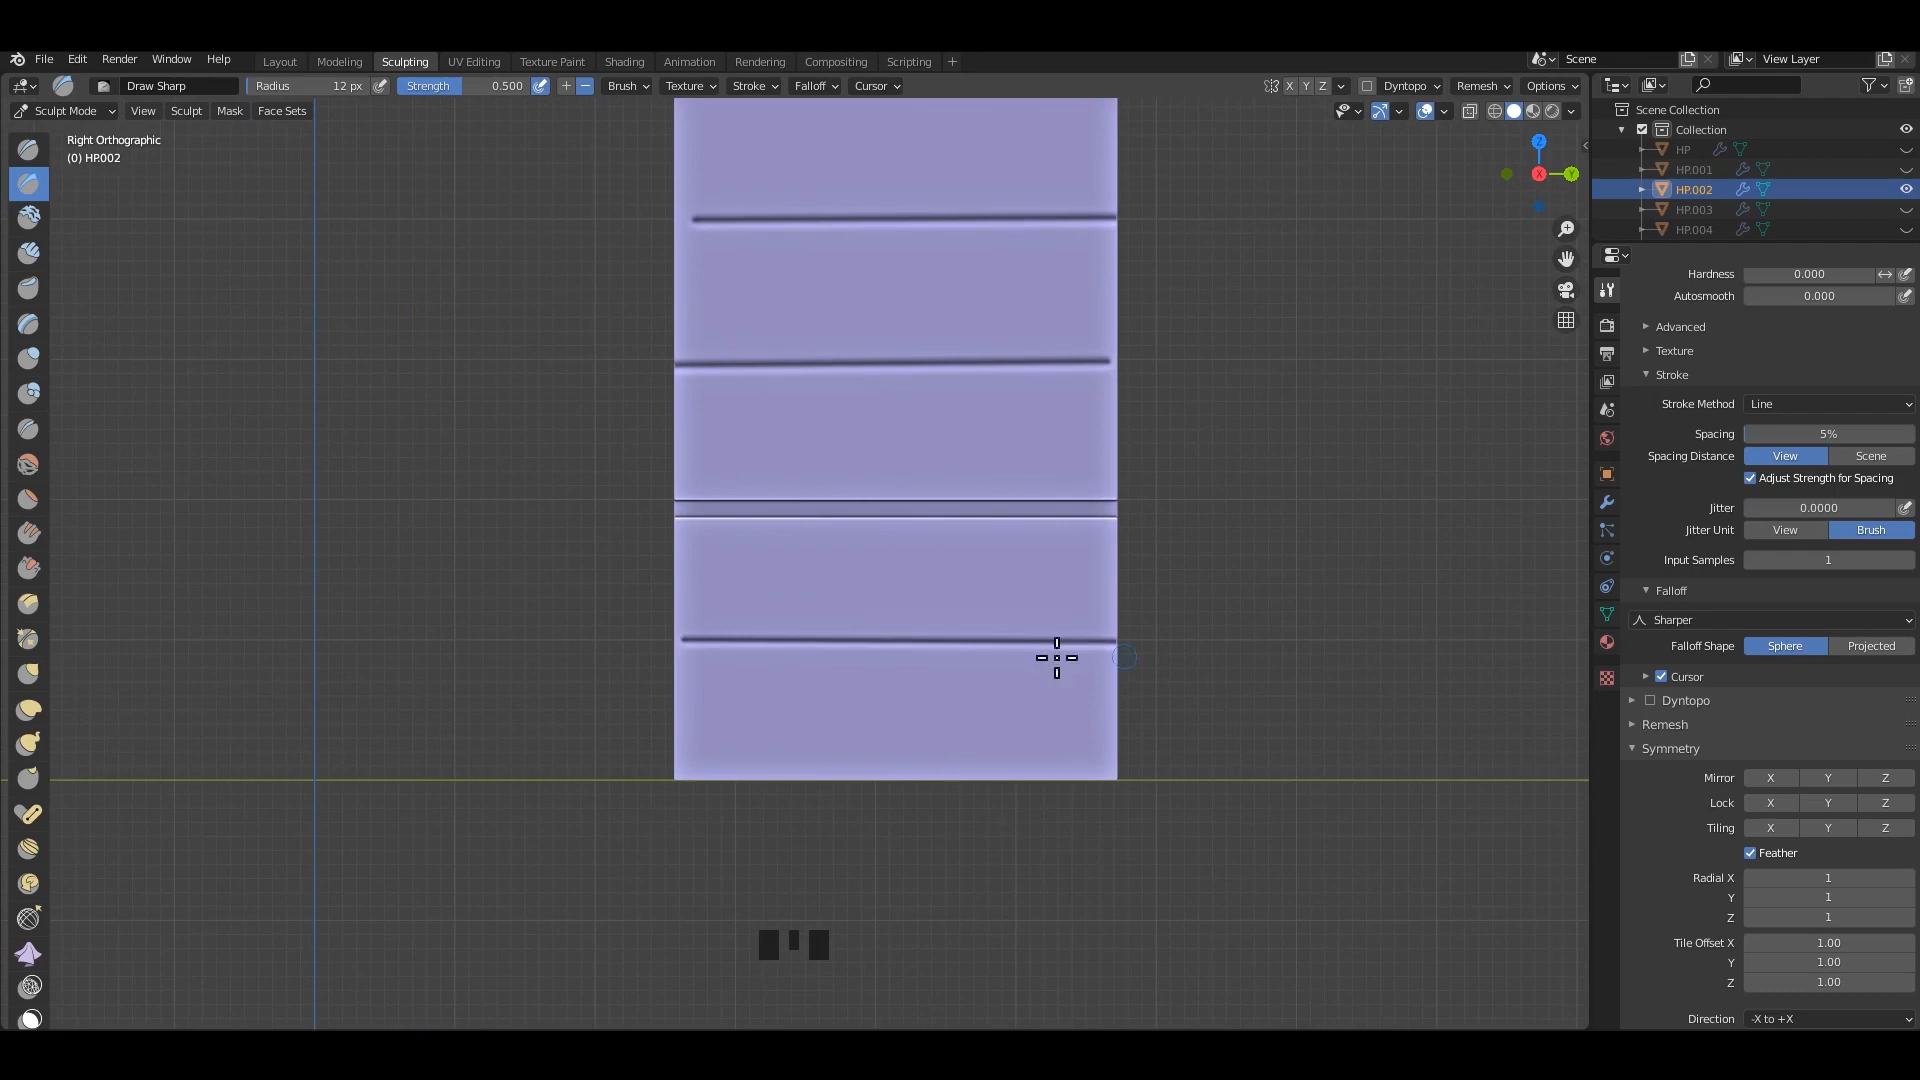 File Edit Render Window Help Layout Modeling Sculpting UV Editing Texture Paint Shading Animation Rendering Compositing Scripting + Scene View Layer
Draw Sharp Radius 12 px Strength 0.500 Brush Texture Stroke Falloff Cursor X Y Z Dyntopo Remesh Options
Sculpt Mode View Sculpt Mask Face Sets
Scene Collection
Collection
HP
HP.001
HP.002
HP.003
HP.004
Right Orthographic
(0) HP.002
Z
X
Y
Hardness 0.000
Autosmooth 0.000
Advanced
Texture
Stroke
Stroke Method Line
Spacing 5%
Spacing Distance View Scene
Adjust Strength for Spacing
Jitter 0.0000
Jitter Unit View Brush
Input Samples 1
Falloff
Sharper
Falloff Shape Sphere Projected
Cursor
Dyntopo
Remesh
Symmetry
Mirror X Y Z
Lock X Y Z
Tiling X Y Z
Feather
Radial X 1
Y 1
Z 1
Tile Offset X 1.00
Y 1.00
Z 1.00
Direction -X to +X